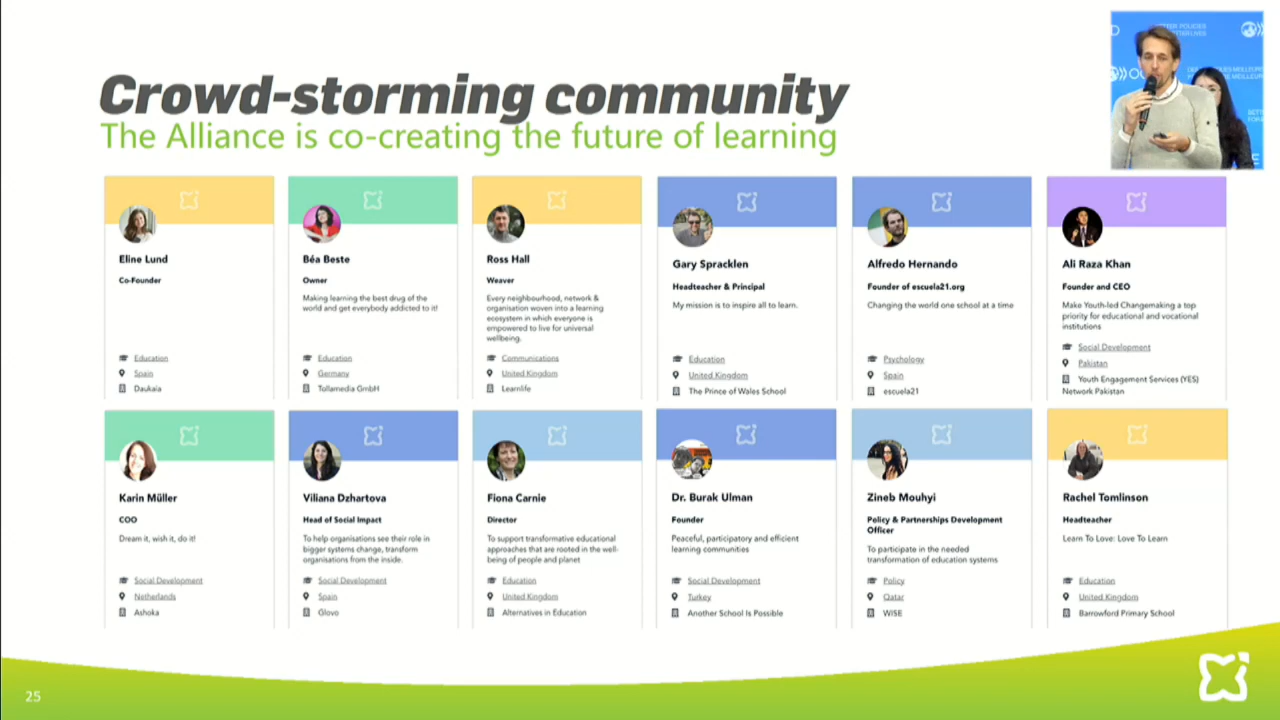 Crowd-storming community
The Alliance is co-creating the future of learning
Eline Lund
Co-Founder
Education
Spain
Daukaia
Béa Beste
Owner
Making learning the best drug of the
world and get everybody addicted to it!
Education
Germany
Tollamedia GmbH
Ross Hall
Weaver
Every neighbourhood, network &
organisation woven into a learning
ecosystem in which everyone is
empowered to live for universal
wellbeing.
Communications
United Kingdom
Learnlife
Gary Spracklen
Headteacher & Principal
My mission is to inspire all to learn.
Education
United Kingdom
The Prince of Wales School
Alfredo Hernando
Founder of escuela21.org
Changing the world one school at a time
Psychology
Spain
escuela21
Ali Raza Khan
Founder and CEO
Make Youth-led Changemaking a top
priority for educational and vocational
institutions
Social Development
Pakistan
Youth Engagement Services (YES)
Network Pakistan
Karin Müller
COO
Dream it, wish it, do it!
Social Development
Netherlands
Ashoka
Viliana Dzhartova
Head of Social Impact
To help organisations see their role in
bigger systems change, transform
organisations from the inside.
Social Development
Spain
Glovo
Fiona Carnie
Director
To support transformative educational
approaches that are rooted in the well-
being of people and planet
Education
United Kingdom
Alternatives in Education
Dr. Burak Ulman
Founder
Peaceful, participatory and efficient
learning communities
Social Development
Turkey
Another School Is Possible
Zineb Mouhyi
Policy & Partnerships Development
Officer
To participate in the needed
transformation of education systems
Policy
Qatar
WISE
Rachel Tomlinson
Headteacher
Learn To Love: Love To Learn
Education
United Kingdom
Barrowford Primary School
25